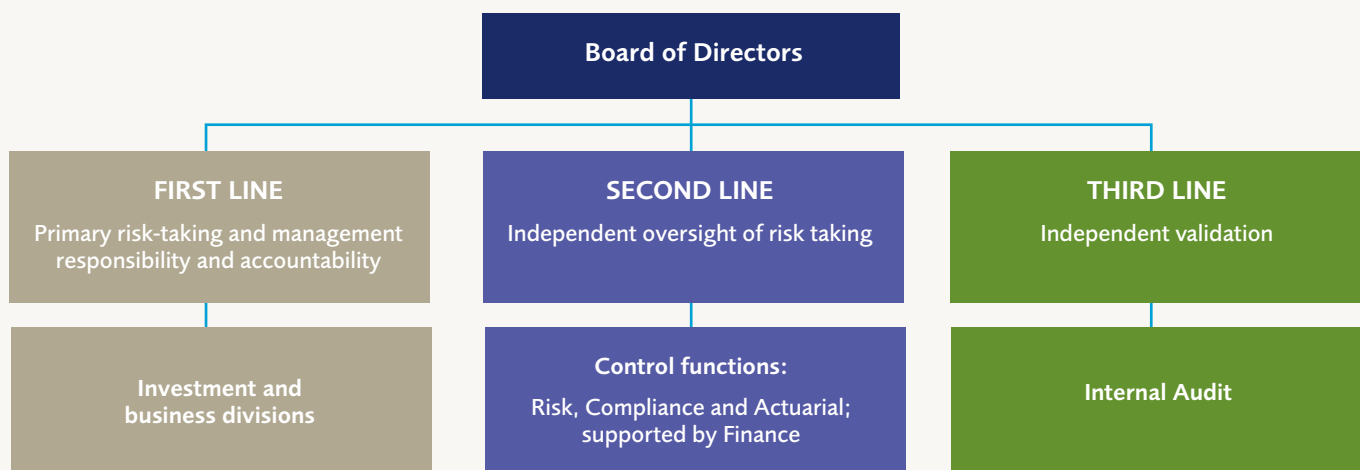 Board of Directors
FIRST LINE
Primary risk-taking and management
responsibility and accountability
SECOND LINE
Independent oversight of risk taking
THIRD LINE
Independent validation
Investment and
business divisions
Control functions:
Risk, Compliance and Actuarial;
supported by Finance
Internal Audit